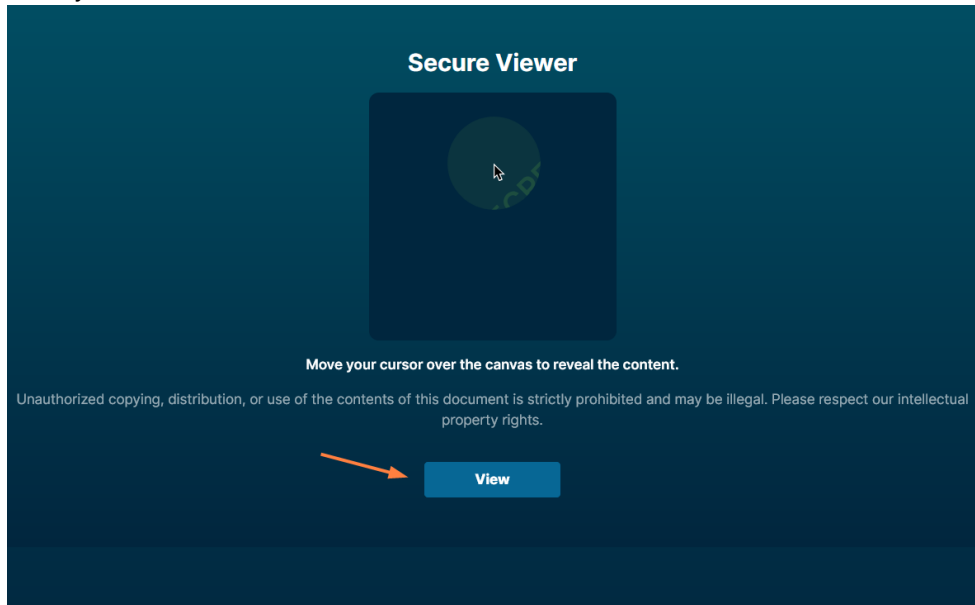 Secure Viewer
Move your cursor over the canvas to reveal the content.
Unauthorized copying, distribution, or use of the contents of this document is strictly prohibited and may be illegal. Please respect our intellectual
property rights.
View